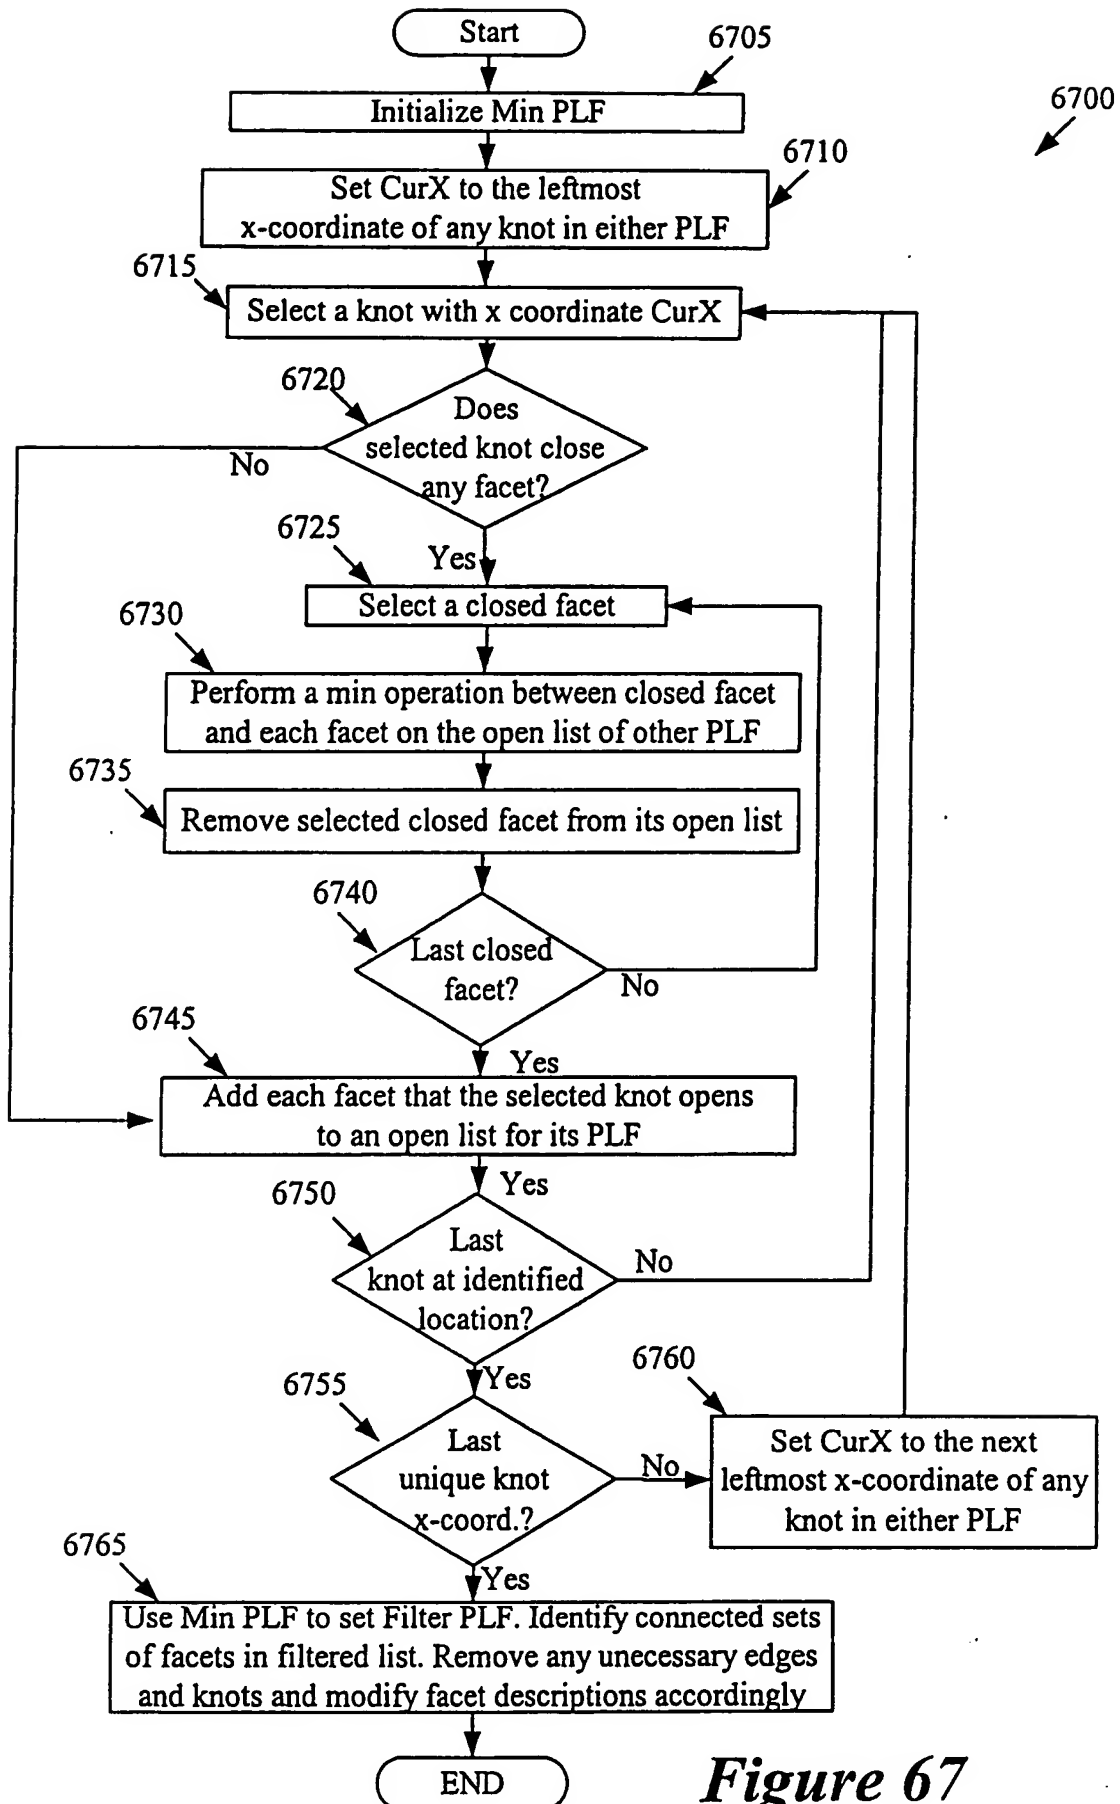 Start
6705
Initialize Min PLF
6700
6710
Set CurX to the leftmost
x-coordinate of any knot in either PLF
6715
Select a knot with x coordinate CurX
6720
Does
selected knot close
any facet?
No
6725
Yes
Select a closed facet
6730
Perform a min operation between closed facet
and each facet on the open list of other PLF
6735
Remove selected closed facet from its open list
6740
Last closed
facet?
No
6745
Yes
Add each facet that the selected knot opens
to an open list for its PLF
Yes
6750
Last
knot at identified
location?
No
Yes
6755
Last
unique knot
x-coord.?
No
6760
Set CurX to the next
leftmost x-coordinate of any
knot in either PLF
6765
Yes
Use Min PLF to set Filter PLF. Identify connected sets
of facets in filtered list. Remove any unecessary edges
and knots and modify facet descriptions accordingly
END
Figure 67